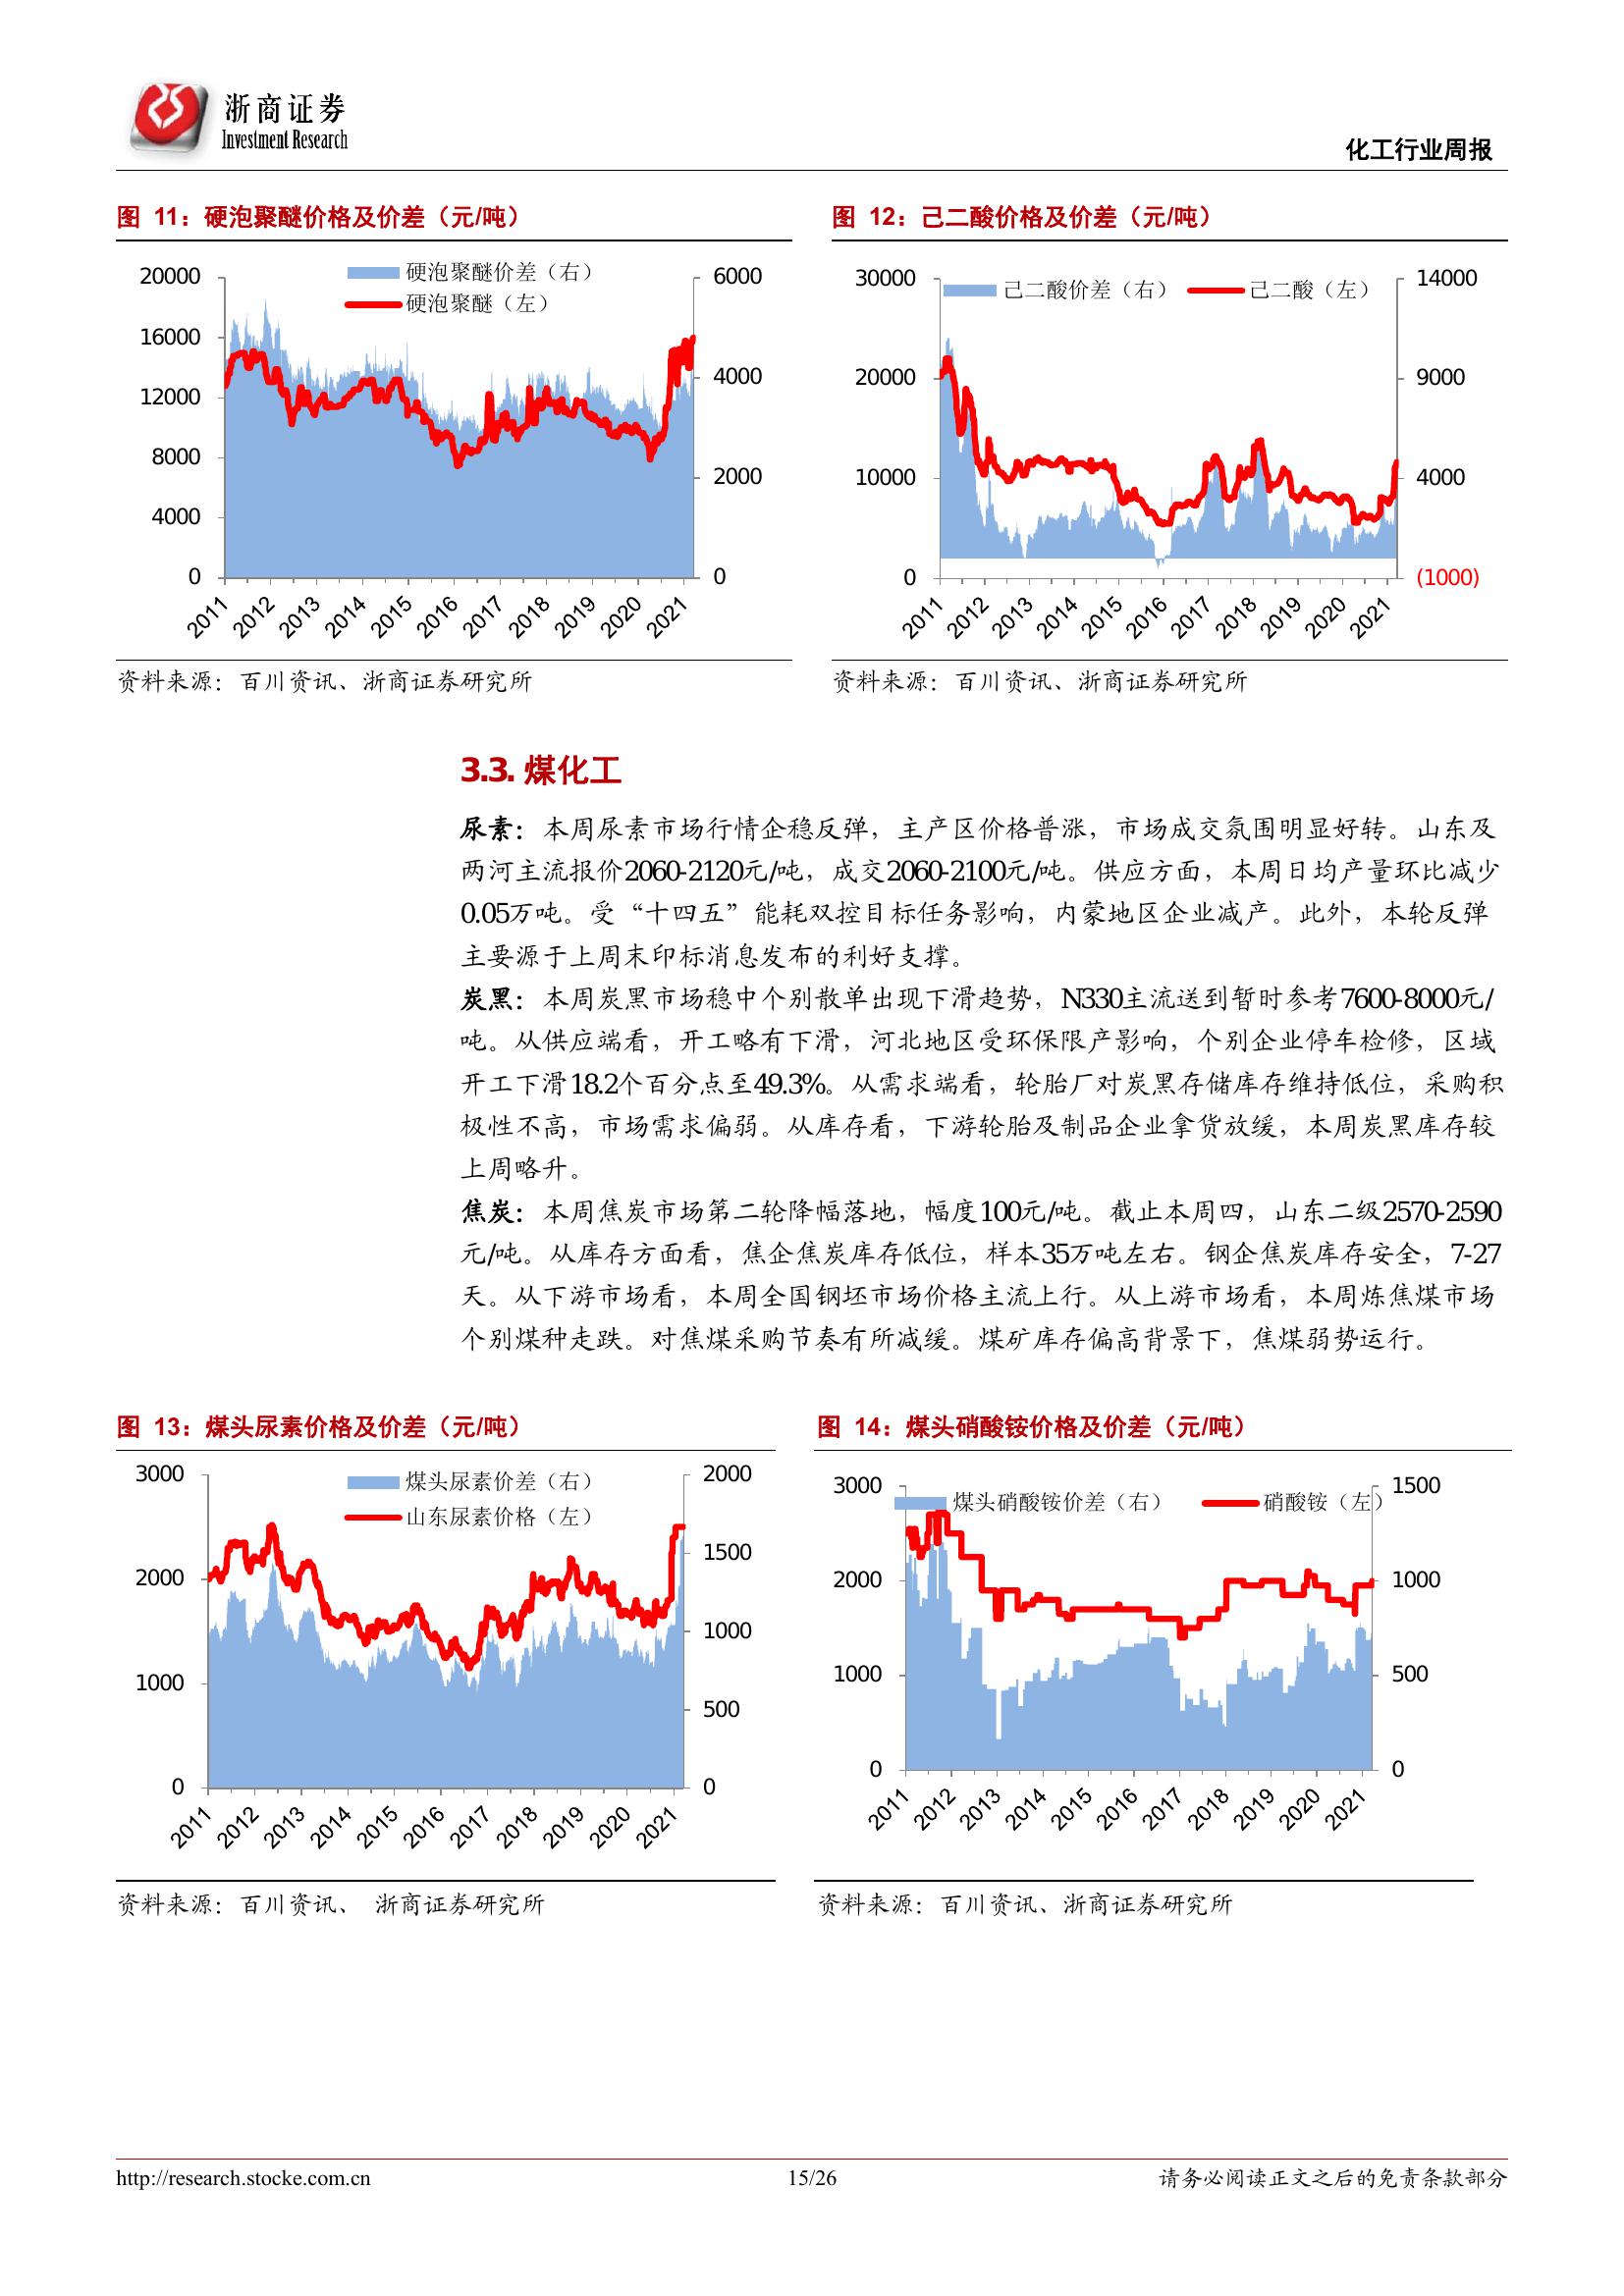 浙商证券
Investment Research
化工行业周报
图 11：硬泡聚醚价格及价差（元/吨）
硬泡聚醚价差（右）
硬泡聚醚（左）
20000
16000
12000
8000
4000
0
6000
4000
2000
0
2011 2012 2013 2014 2015 2016 2017 2018 2019 2020 2021
资料来源：百川资讯、浙商证券研究所
图 12：己二酸价格及价差（元/吨）
己二酸价差（右） 己二酸（左）
30000
20000
10000
0
14000
9000
4000
(1000)
2011 2012 2013 2014 2015 2016 2017 2018 2019 2020 2021
资料来源：百川资讯、浙商证券研究所
3.3. 煤化工
尿素：本周尿素市场行情企稳反弹，主产区价格普涨，市场成交氛围明显好转。山东及
两河主流报价2060-2120元/吨，成交2060-2100元/吨。供应方面，本周日均产量环比减少
0.05万吨。受“十四五”能耗双控目标任务影响，内蒙地区企业减产。此外，本轮反弹
主要源于上周末印标消息发布的利好支撑。
炭黑：本周炭黑市场稳中个别散单出现下滑趋势，N330主流送到暂时参考7600-8000元/
吨。从供应端看，开工略有下滑，河北地区受环保限产影响，个别企业停车检修，区域
开工下滑18.2个百分点至49.3%。从需求端看，轮胎厂对炭黑存储库存维持低位，采购积
极性不高，市场需求偏弱。从库存看，下游轮胎及制品企业拿货放缓，本周炭黑库存较
上周略升。
焦炭：本周焦炭市场第二轮降幅落地，幅度100元/吨。截止本周四，山东二级2570-2590
元/吨。从库存方面看，焦企焦炭库存低位，样本35万吨左右。钢企焦炭库存安全，7-27
天。从下游市场看，本周全国钢坯市场价格主流上行。从上游市场看，本周炼焦煤市场
个别煤种走跌。对焦煤采购节奏有所减缓。煤矿库存偏高背景下，焦煤弱势运行。
图 13：煤头尿素价格及价差（元/吨）
煤头尿素价差（右）
山东尿素价格（左）
3000
2000
1000
0
2000
1500
1000
500
0
2011 2012 2013 2014 2015 2016 2017 2018 2019 2020 2021
资料来源：百川资讯、 浙商证券研究所
图 14：煤头硝酸铵价格及价差（元/吨）
煤头硝酸铵价差（右） 硝酸铵（左）
3000
2000
1000
0
1500
1000
500
0
2011 2012 2013 2014 2015 2016 2017 2018 2019 2020 2021
资料来源：百川资讯、浙商证券研究所
http://research.stocke.com.cn 15/26 请务必阅读正文之后的免责条款部分